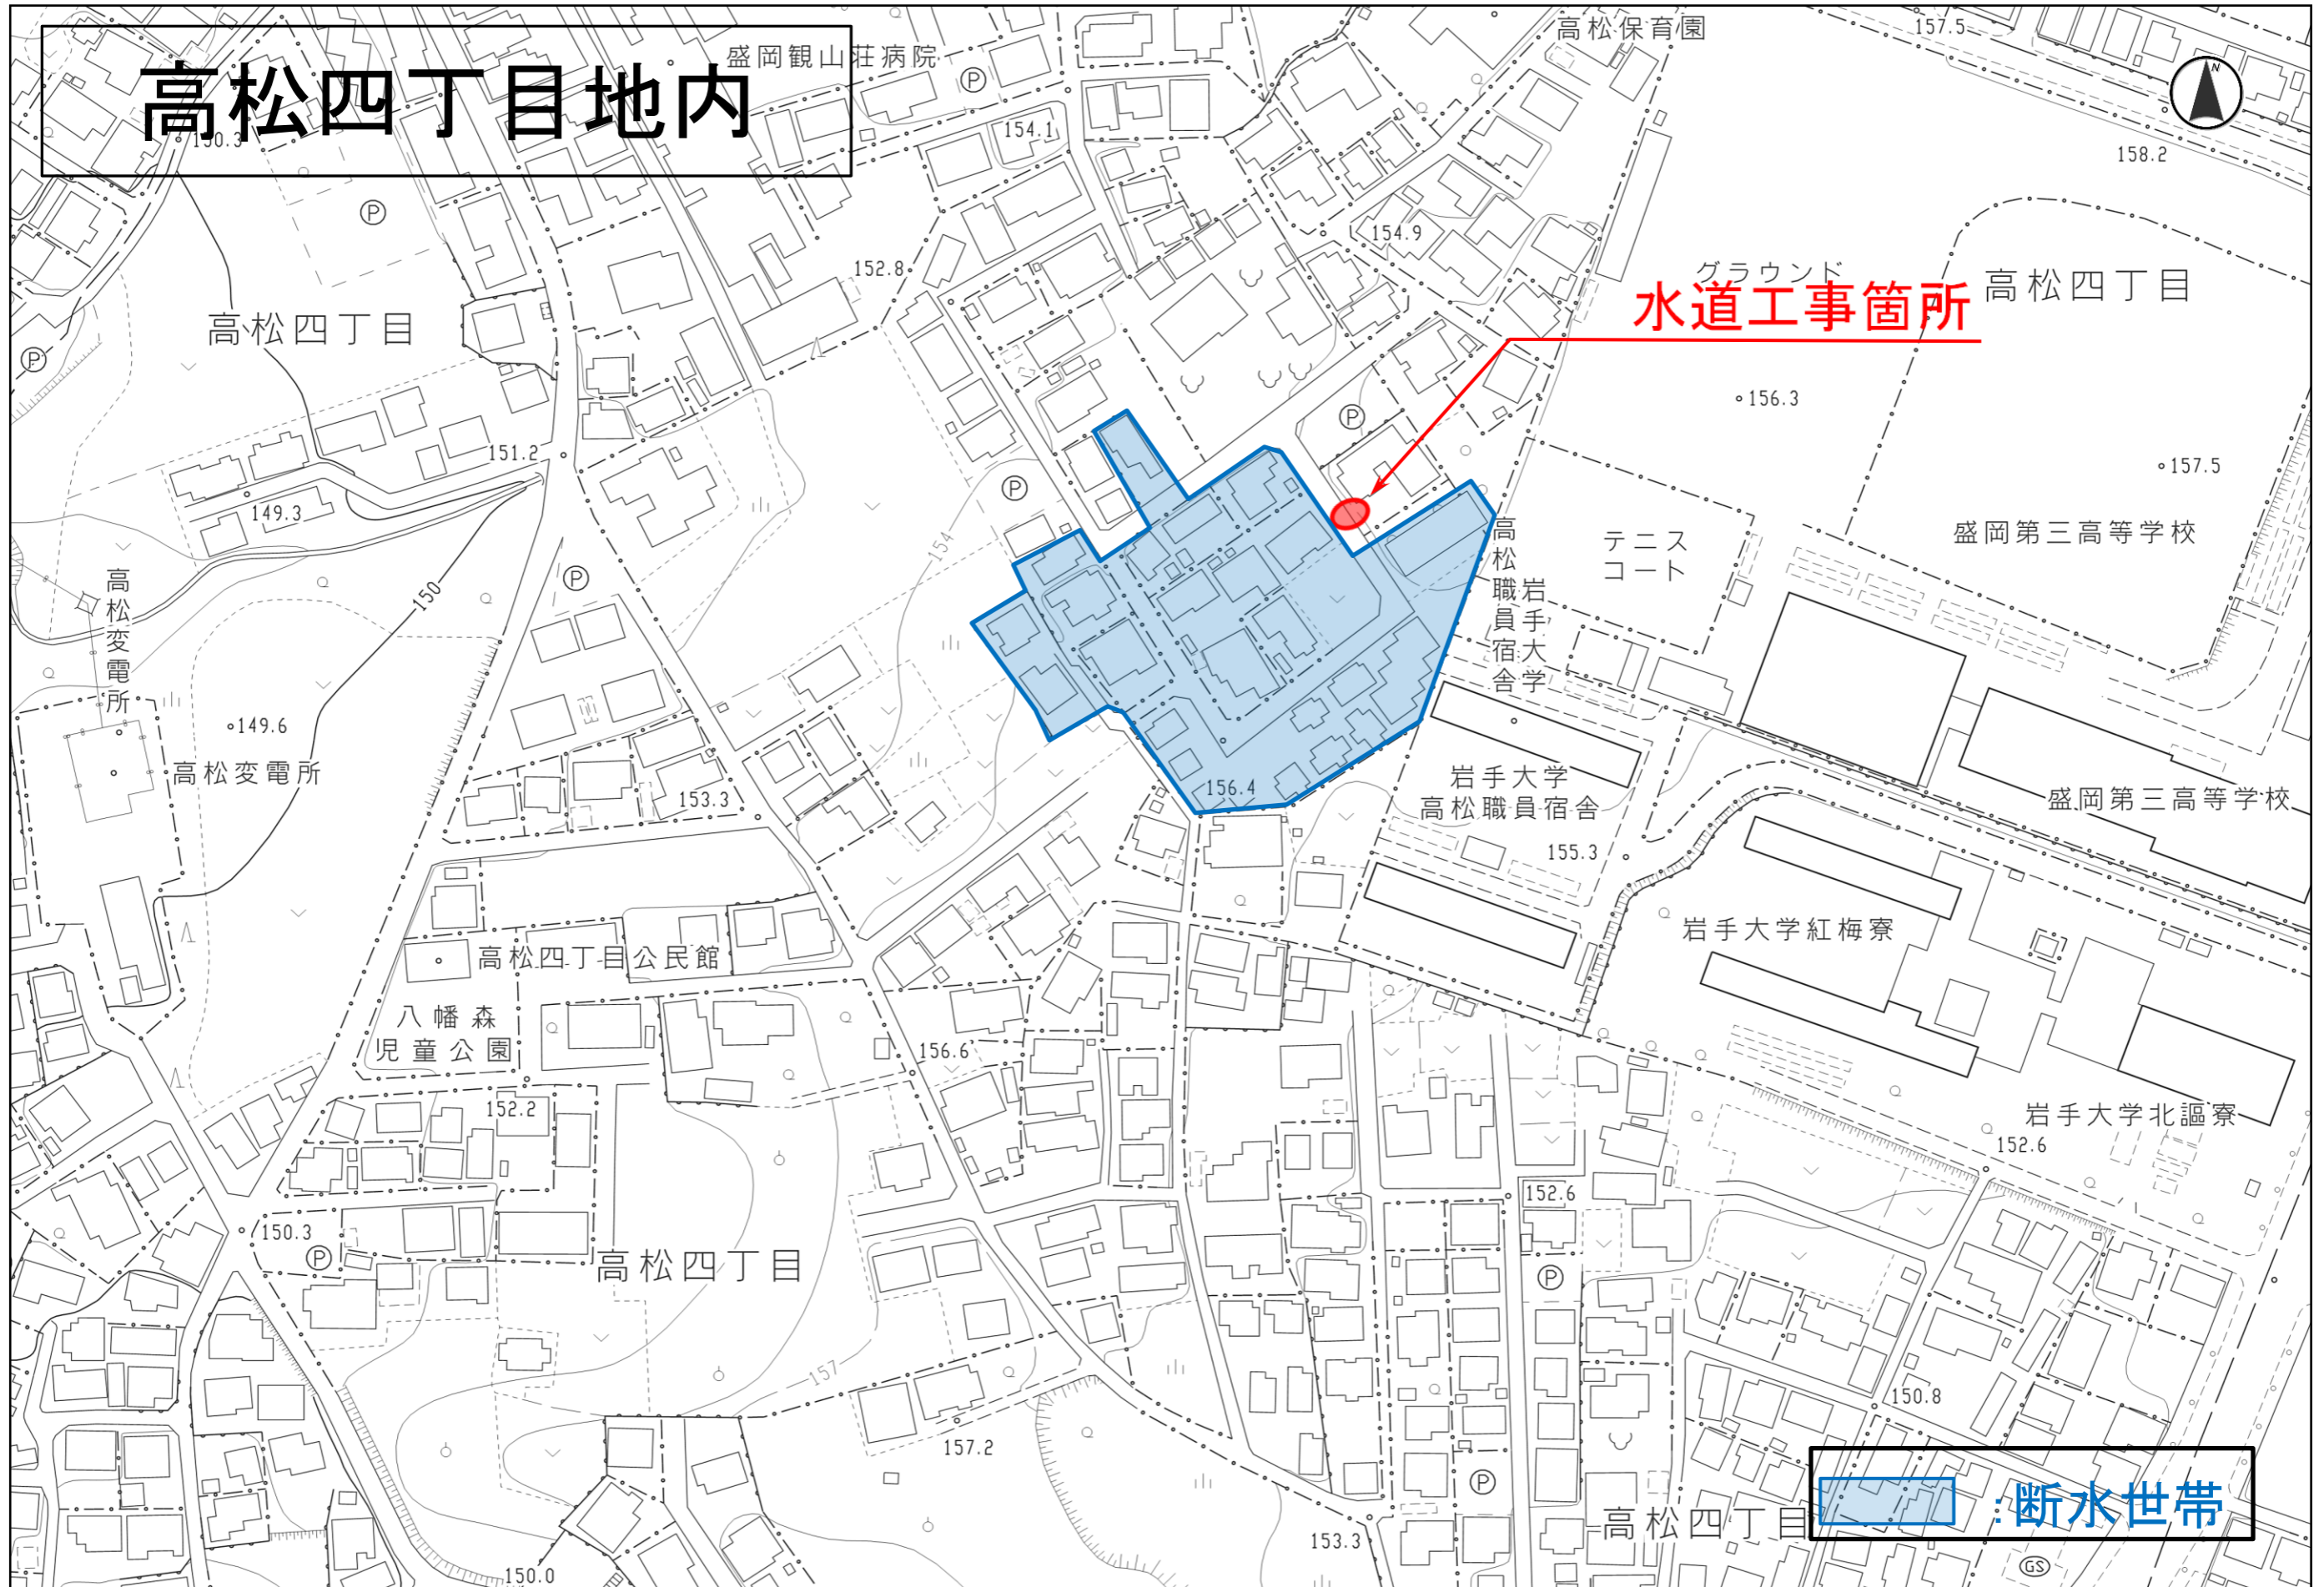 高松四丁目地内
盛岡観山荘病院
高松保育園
157.5
N
150.3
154.1
158.2
P
P
152.8
154.9
グラウンド
高松四丁目
水道工事箇所
高松四丁目
P
156.3
P
151.2
157.5
149.3
P
154
盛岡第三高等学校
テニス
コート
高松変電所
150
P
高松職員宿舎
岩手大学
149.6
高松変電所
153.3
156.4
岩手大学
高松職員宿舎
盛岡第三高等学校
155.3
岩手大学紅梅寮
高松四丁目公民館
八幡森
児童公園
156.6
152.2
岩手大学北謳寮
152.6
152.6
150.3
P
高松四丁目
P
157
150.8
157.2
P
:断水世帯
高松四丁目
153.3
150.0
GS